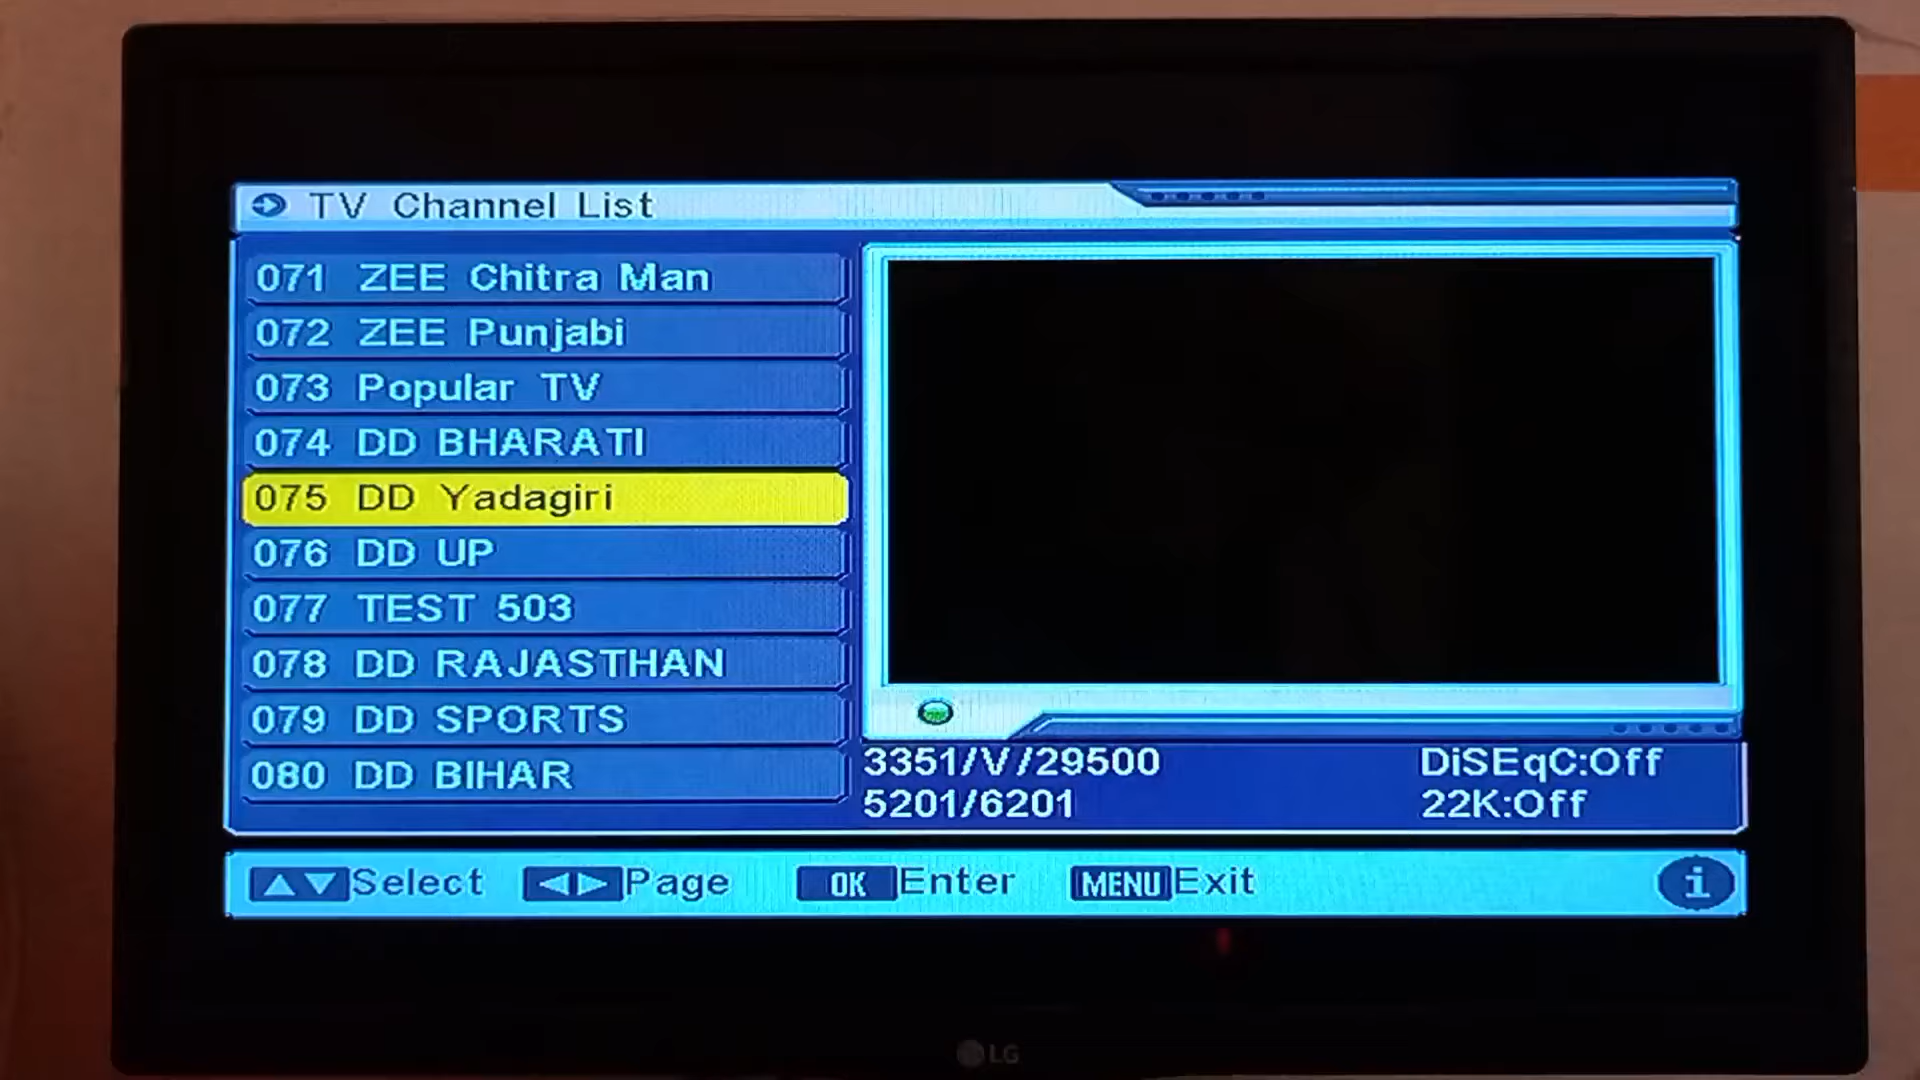 TV Channel List
071 ZEE Chitra Man
072 ZEE Punjabi
073 Popular TV
074 DD BHARATI
075 DD Yadagiri
076 DD UP
077 TEST 503
078 DD RAJASTHAN
079 DD SPORTS
080 DD BIHAR
3351/V/29500 DiSEqC:Off
5201/6201 22K:Off
Select Page OK Enter MENU Exit i
LG